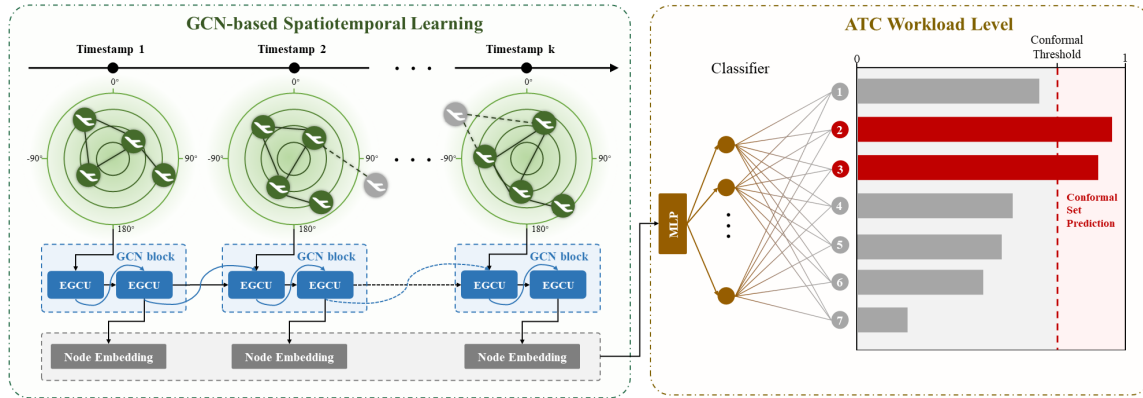 GCN-based Spatiotemporal Learning
Timestamp 1
Timestamp 2
Timestamp k
0°
0°
0°
-90°
90°
-90°
90°
-90°
90°
180°
180°
180°
GCN block
GCN block
GCN block
EGCU
EGCU
EGCU
EGCU
EGCU
EGCU
Node Embedding
Node Embedding
Node Embedding
ATC Workload Level
Classifier
Conformal
Threshold
0
1
MLP
1
2
3
4
5
6
7
Conformal
Set
Prediction